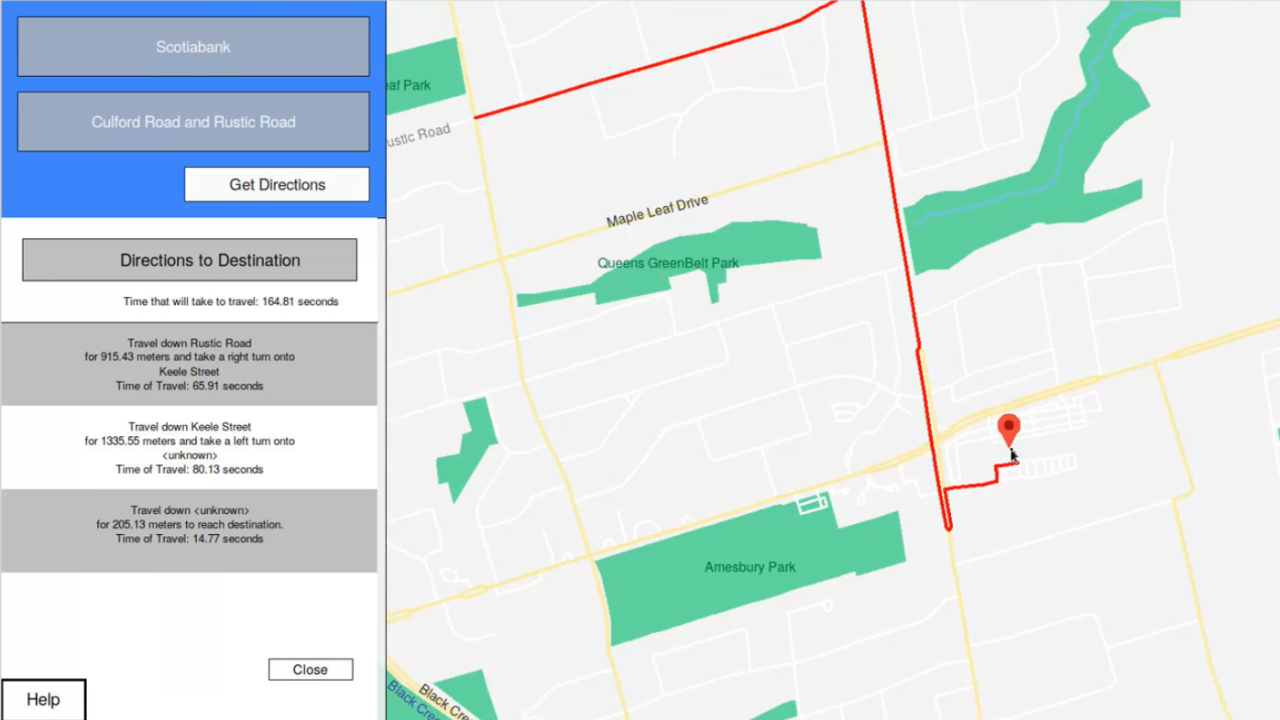 Scotiabank
Culford Road and Rustic Road
Get Directions
Directions to Destination
Time that will take to travel: 164.81 seconds
Travel down Rustic Road
for 915.43 meters and take a right turn onto
Keele Street
Time of Travel: 65.91 seconds
Travel down Keele Street
for 1335.55 meters and take a left turn onto
<unknown>
Time of Travel: 80.13 seconds
Travel down <unknown>
for 205.13 meters to reach destination.
Time of Travel: 14.77 seconds
Close
Help
eaf Park
ustic Road
Maple Leaf Drive
Queens GreenBelt Park
Amesbury Park
Black Cree
Black Cre